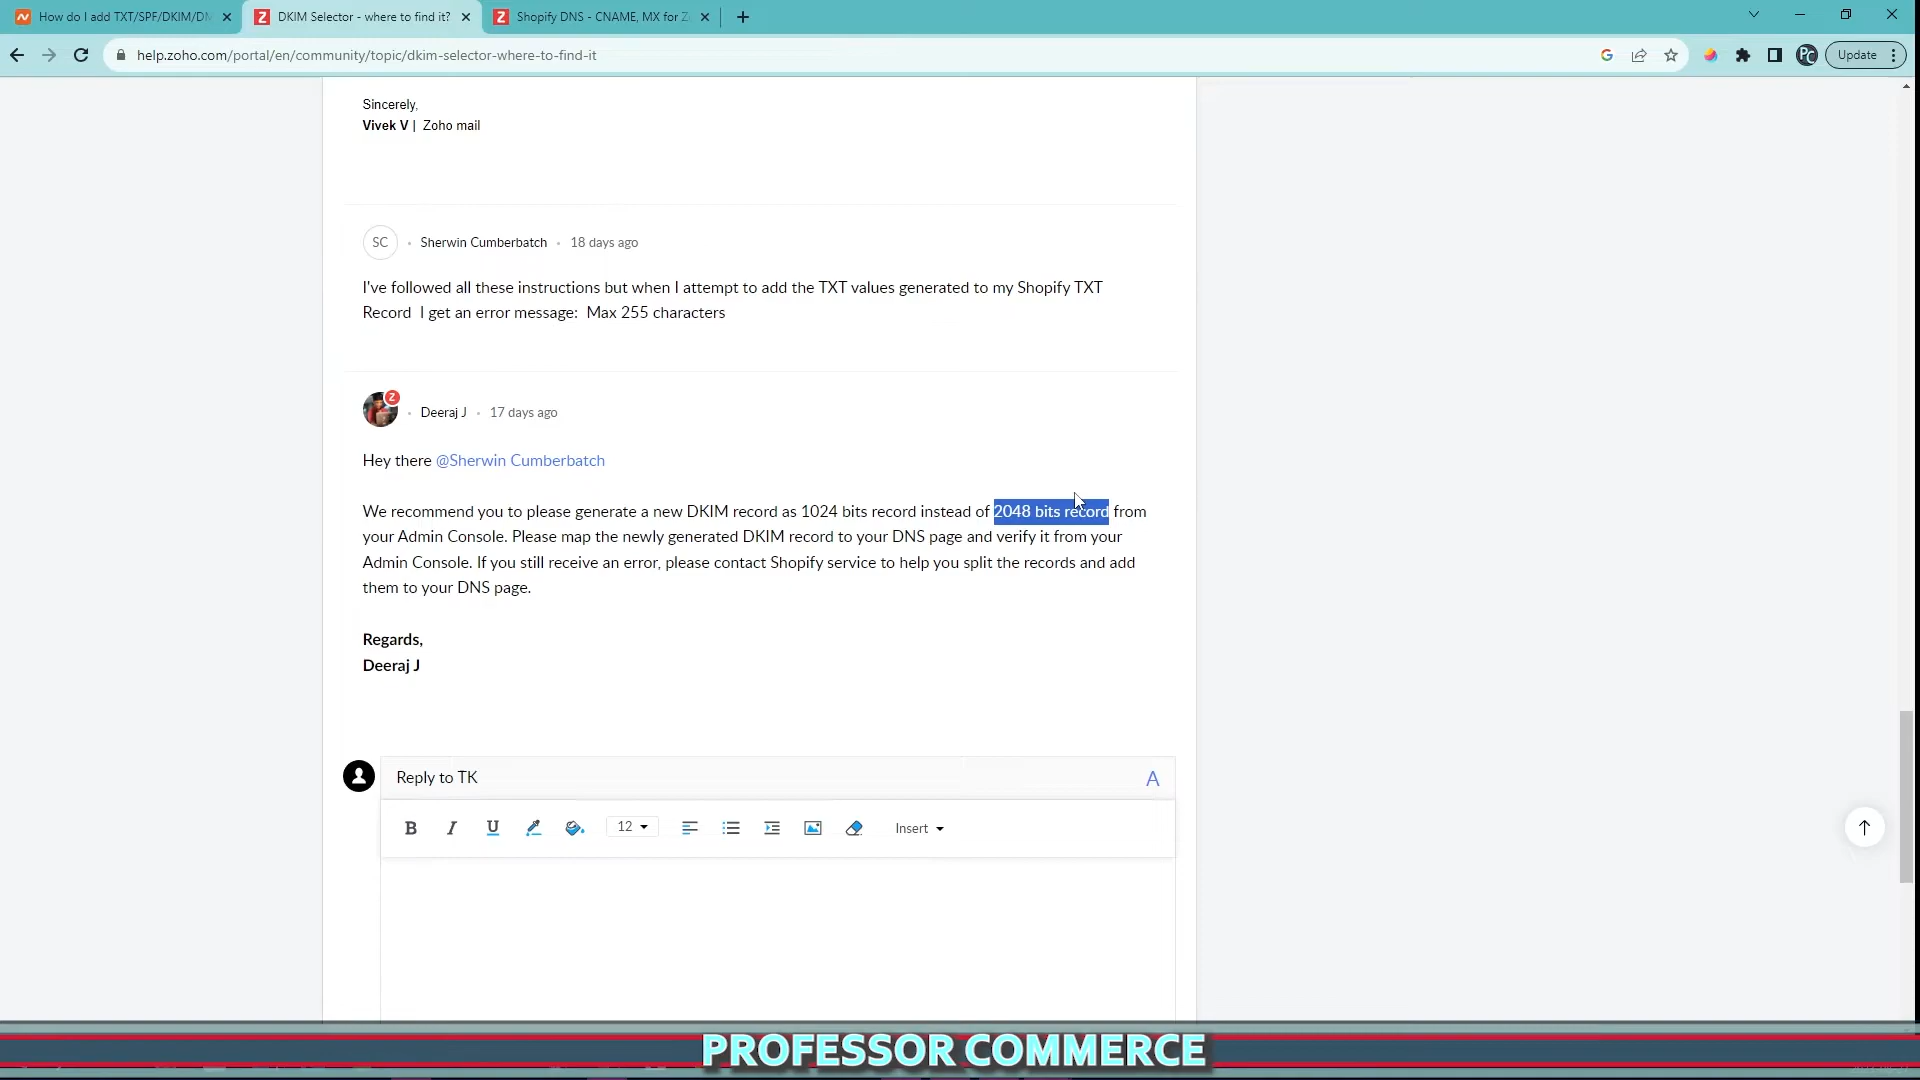 How do I add TXT/SPF/DKIM/DM
DKIM Selector - where to find it?
Shopify DNS - CNAME, MX for Z
help.zoho.com/portal/en/community/topic/dkim-selector-where-to-find-it
Update
Sincerely,
Vivek V | Zoho mail
SC • Sherwin Cumberbatch • 18 days ago
I've followed all these instructions but when I attempt to add the TXT values generated to my Shopify TXT
Record I get an error message: Max 255 characters
• Deeraj J • 17 days ago
Hey there @Sherwin Cumberbatch
We recommend you to please generate a new DKIM record as 1024 bits record instead of 2048 bits record from
your Admin Console. Please map the newly generated DKIM record to your DNS page and verify it from your
Admin Console. If you still receive an error, please contact Shopify service to help you split the records and add
them to your DNS page.
Regards,
Deeraj J
Reply to TK
A
B I U 12 Insert
PROFESSOR COMMERCE